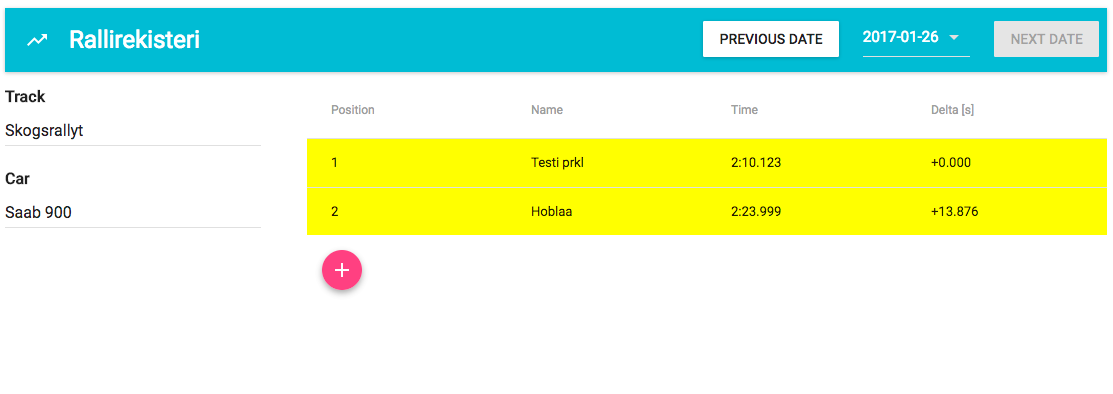 Rallirekisteri PREVIOUS DATE 2017-01-26 NEXT DATE
Track
Skogsrallyt
Car
Saab 900
Position Name Time Delta [s]
1 Testi prkl 2:10.123 +0.000
2 Hoblaa 2:23.999 +13.876